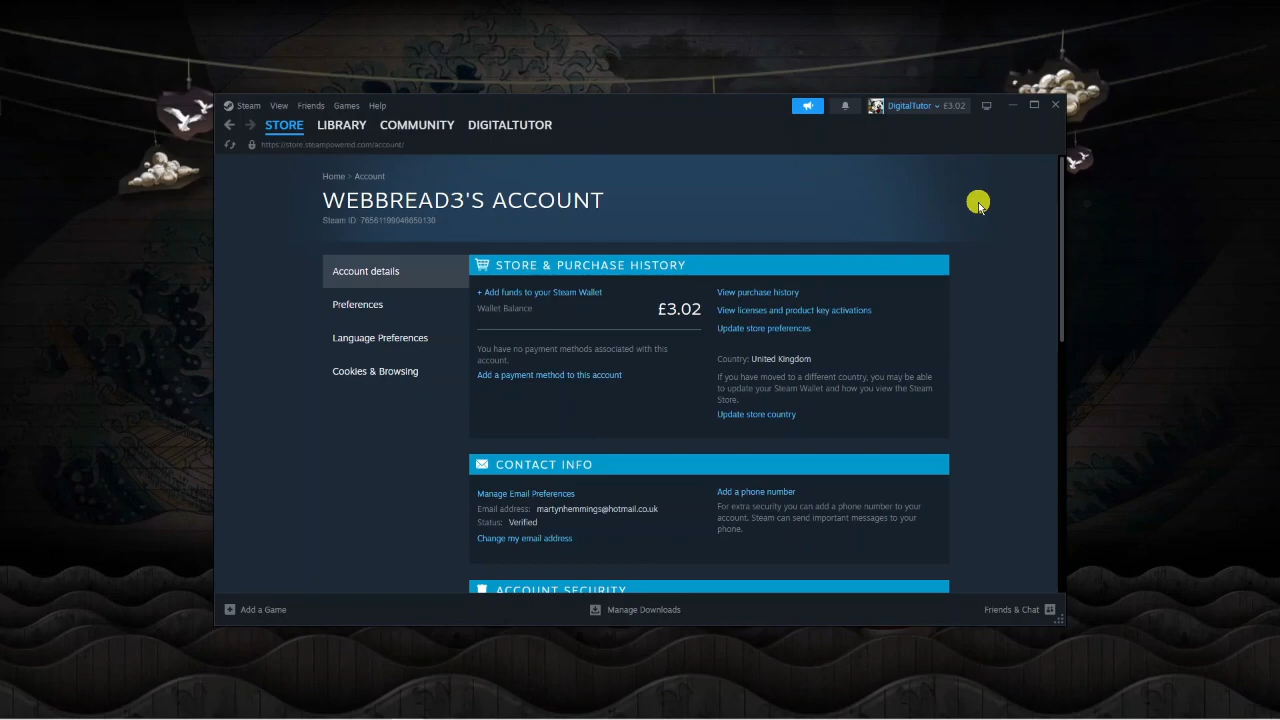 Steam View Friends Games Help
DigitalTutor £3.02
STORE LIBRARY COMMUNITY DIGITALTUTOR
https://store.steampowered.com/account/
Home > Account
WEBBREAD3'S ACCOUNT
Steam ID: 76561199046650130
Account details
Preferences
Language Preferences
Cookies & Browsing
STORE & PURCHASE HISTORY
+ Add funds to your Steam Wallet
Wallet Balance £3.02
You have no payment methods associated with this
account.
Add a payment method to this account
View purchase history
View licenses and product key activations
Update store preferences
Country: United Kingdom
If you have moved to a different country, you may be able
to update your Steam Wallet and how you view the Steam
Store.
Update store country
CONTACT INFO
Manage Email Preferences
Email address: martynhemmings@hotmail.co.uk
Status: Verified
Change my email address
Add a phone number
For extra security you can add a phone number to your
account. Steam can send important messages to your
phone.
ACCOUNT SECURITY
Add a Game
Manage Downloads
Friends & Chat